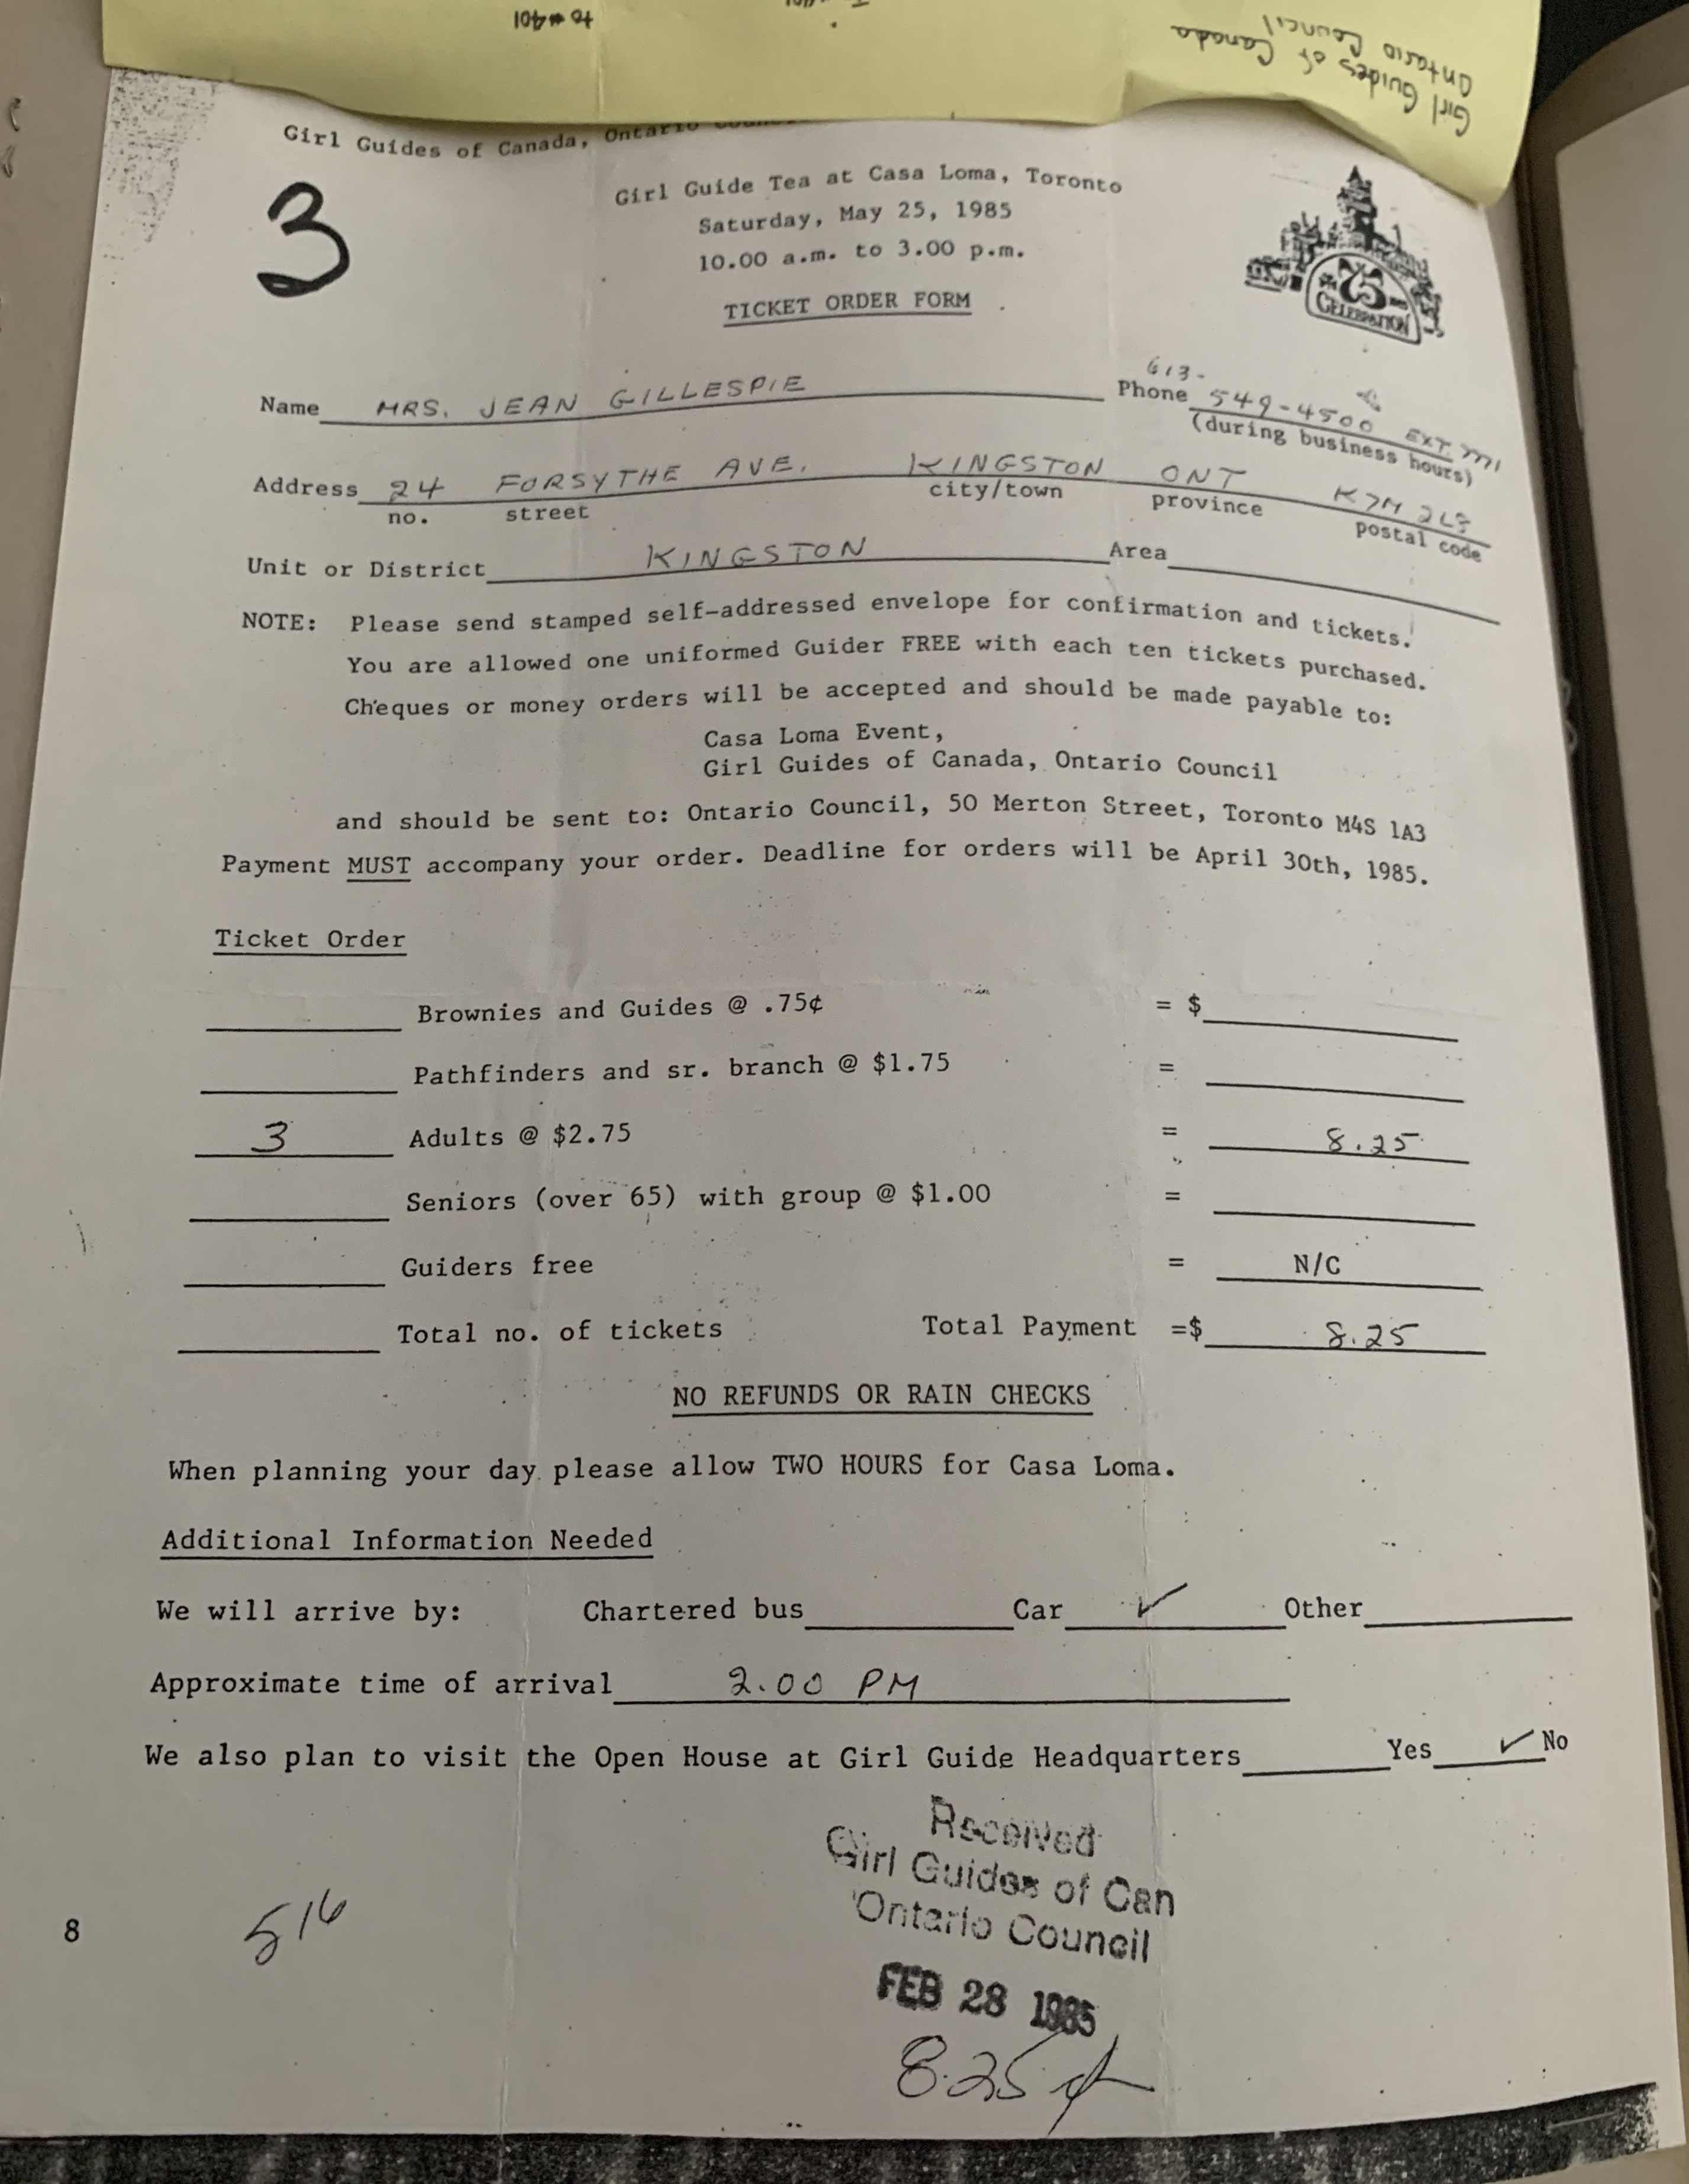 to # 401
Girl Guides of Canada
Ontario Council
Girl Guides of Canada, Ontario
3
Girl Guide Tea at Casa Loma, Toronto
Saturday, May 25, 1985
10.00 a.m. to 3.00 p.m.
TICKET ORDER FORM
75
CELEBRATION
Name MRS. JEAN GILLESPIE Phone 613-549-4500 EXT.
(during business hours)
Address 24 FORSYTHE AVE. KINGSTON ONT K7M
no. street city/town province postal code
Unit or District KINGSTON Area
NOTE: Please send stamped self-addressed envelope for confirmation and tickets.
You are allowed one uniformed Guider FREE with each ten tickets purchased.
Cheques or money orders will be accepted and should be made payable to:
Casa Loma Event,
Girl Guides of Canada, Ontario Council
and should be sent to: Ontario Council, 50 Merton Street, Toronto M4S 1A3
Payment MUST accompany your order. Deadline for orders will be April 30th, 1985.
Ticket Order
Brownies and Guides @ .75¢ = $
Pathfinders and sr. branch @ $1.75 =
3 Adults @ $2.75 = 8.25
Seniors (over 65) with group @ $1.00 =
Guiders free = N/C
Total no. of tickets Total Payment =$ 8.25
NO REFUNDS OR RAIN CHECKS
When planning your day please allow TWO HOURS for Casa Loma.
Additional Information Needed
We will arrive by: Chartered bus Car ✓ Other
Approximate time of arrival 2.00 PM
We also plan to visit the Open House at Girl Guide Headquarters Yes ✓ No
Received
Girl Guides of Can
Ontario Council
FEB 28 1985
8.25
8
516